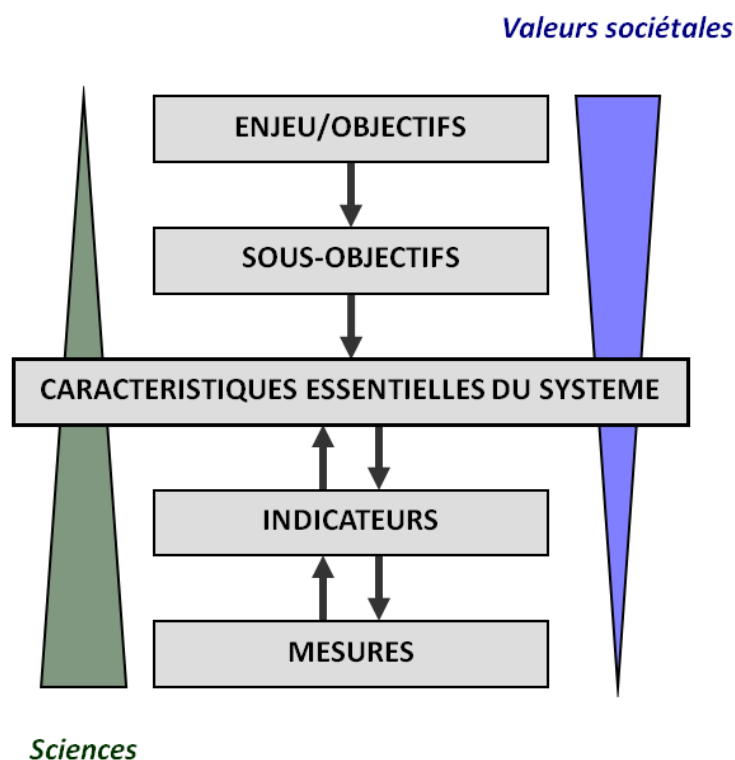 Valeurs sociétales
ENJEU/OBJECTIFS
SOUS-OBJECTIFS
CARACTERISTIQUES ESSENTIELLES DU SYSTEME
INDICATEURS
MESURES
Sciences